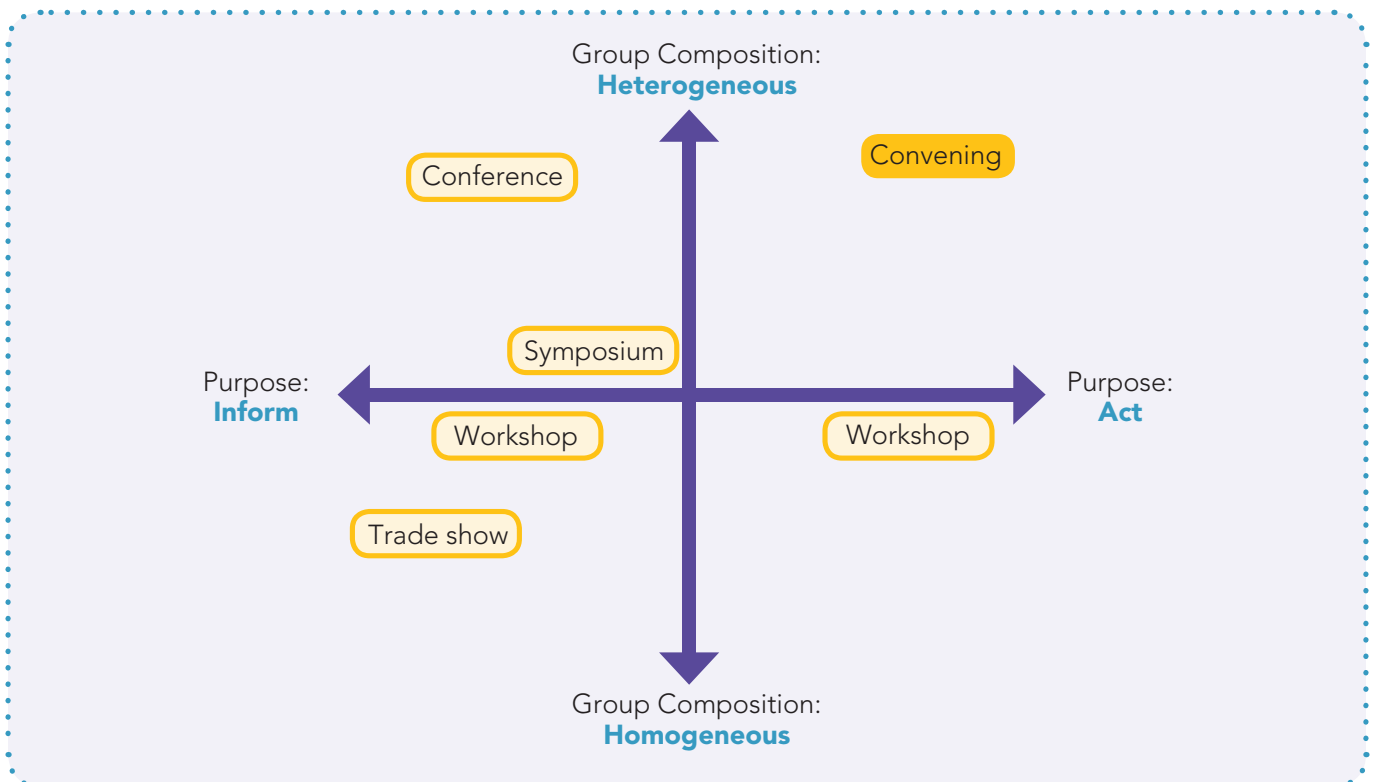 Group Composition:
Heterogeneous
Convening
Conference
Symposium
Purpose:
Inform
Purpose:
Act
Workshop
Workshop
Trade show
Group Composition:
Homogeneous